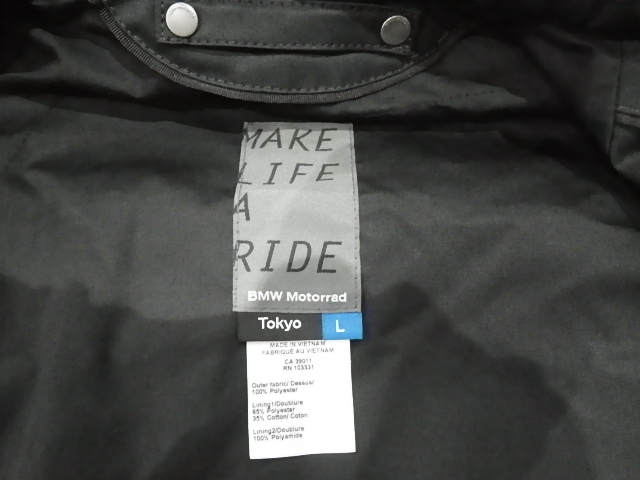 MAKE
LIFE
A
RIDE
BMW Motorrad
Tokyo L
MADE IN VIETNAM
FABRIQUE AU VIETNAM
CA 39011
RN 103331
Outer fabric/ Dessus/
100% Polyester
Lining1/Doublure
65% Polyester
35% Cotton/ Coton
Lining2/Doublure
100% Polyamide